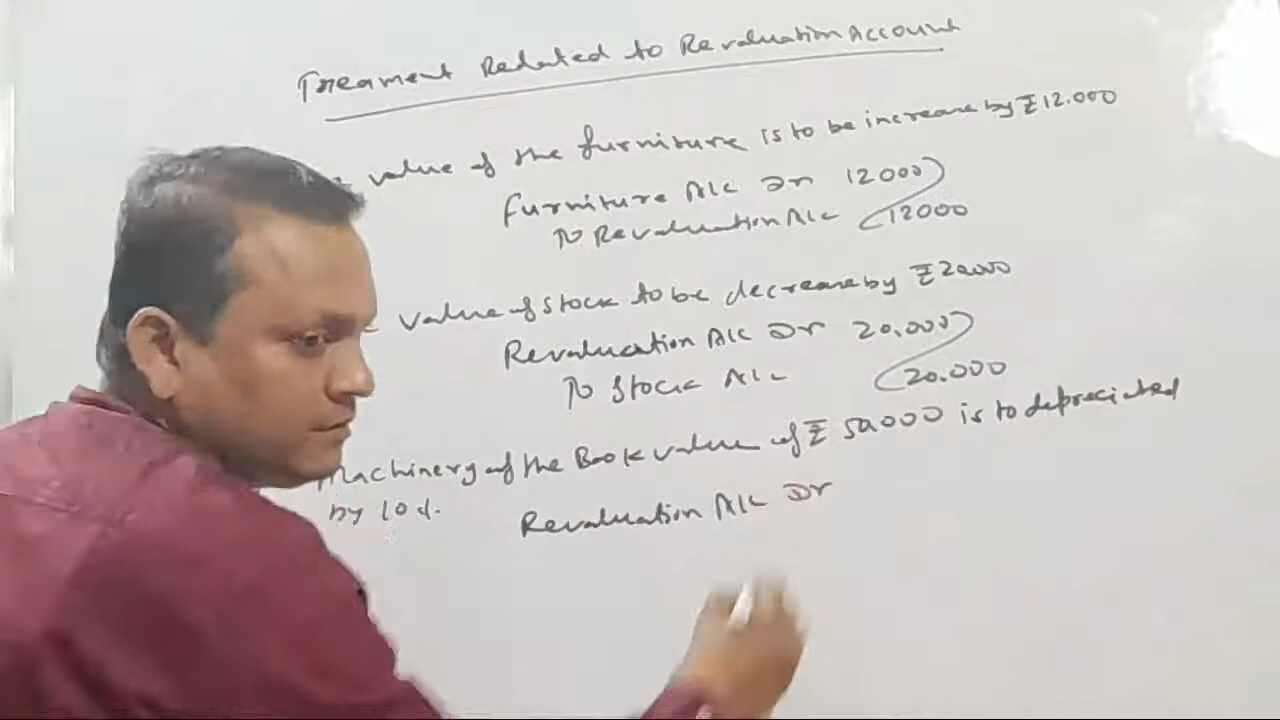 Treament Related to Revaluation Account
value of the furniture is to be increase by ₹12.000
furniture A/c Dr 12000
To Revaluation A/c 12000
value of stock to be decrease by ₹20000
Revaluation A/c Dr 20.000
To Stock A/c 20.000
Machinery of the Book value of ₹ 50000 is to depreciated
by 10%.
Revaluation A/c Dr